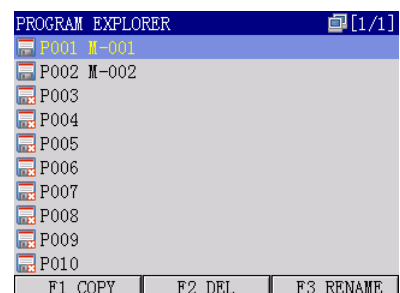 PROGRAM EXPLORER [1/1]
P001 M-001
P002 M-002
P003
P004
P005
P006
P007
P008
P009
P010
F1 COPY F2 DEL F3 RENAME